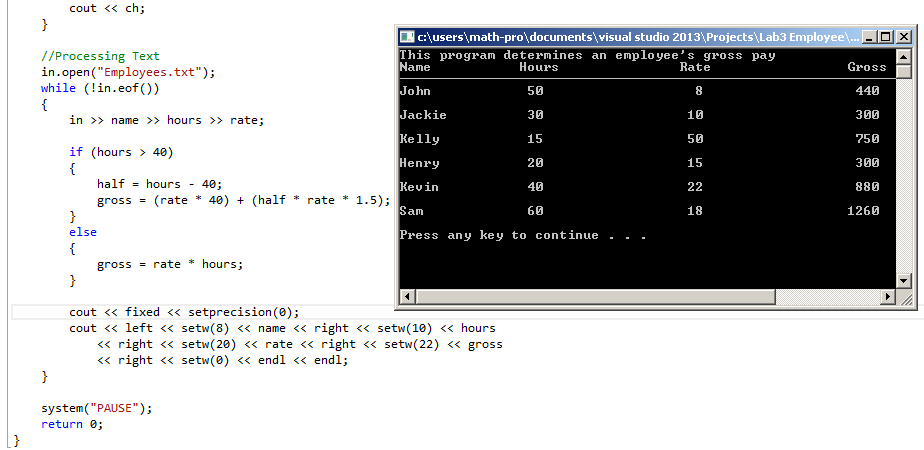 cout << ch;
}
//Processing Text
in.open("Employees.txt");
while (!in.eof())
{
in >> name >> hours >> rate;
if (hours > 40)
{
half = hours - 40;
gross = (rate * 40) + (half * rate * 1.5);
}
else
{
gross = rate * hours;
}
cout << fixed << setprecision(0);
cout << left << setw(8) << name << right << setw(10) << hours
<< right << setw(20) << rate << right << setw(22) << gross
<< right << setw(0) << endl << endl;
}
system("PAUSE");
return 0;
}
c:\users\math-pro\documents\visual studio 2013\Projects\Lab3 Employee\...
This program determines an employee's gross pay
Name Hours Rate Gross
John 50 8 440
Jackie 30 10 300
Kelly 15 50 750
Henry 20 15 300
Kevin 40 22 880
Sam 60 18 1260
Press any key to continue . . .